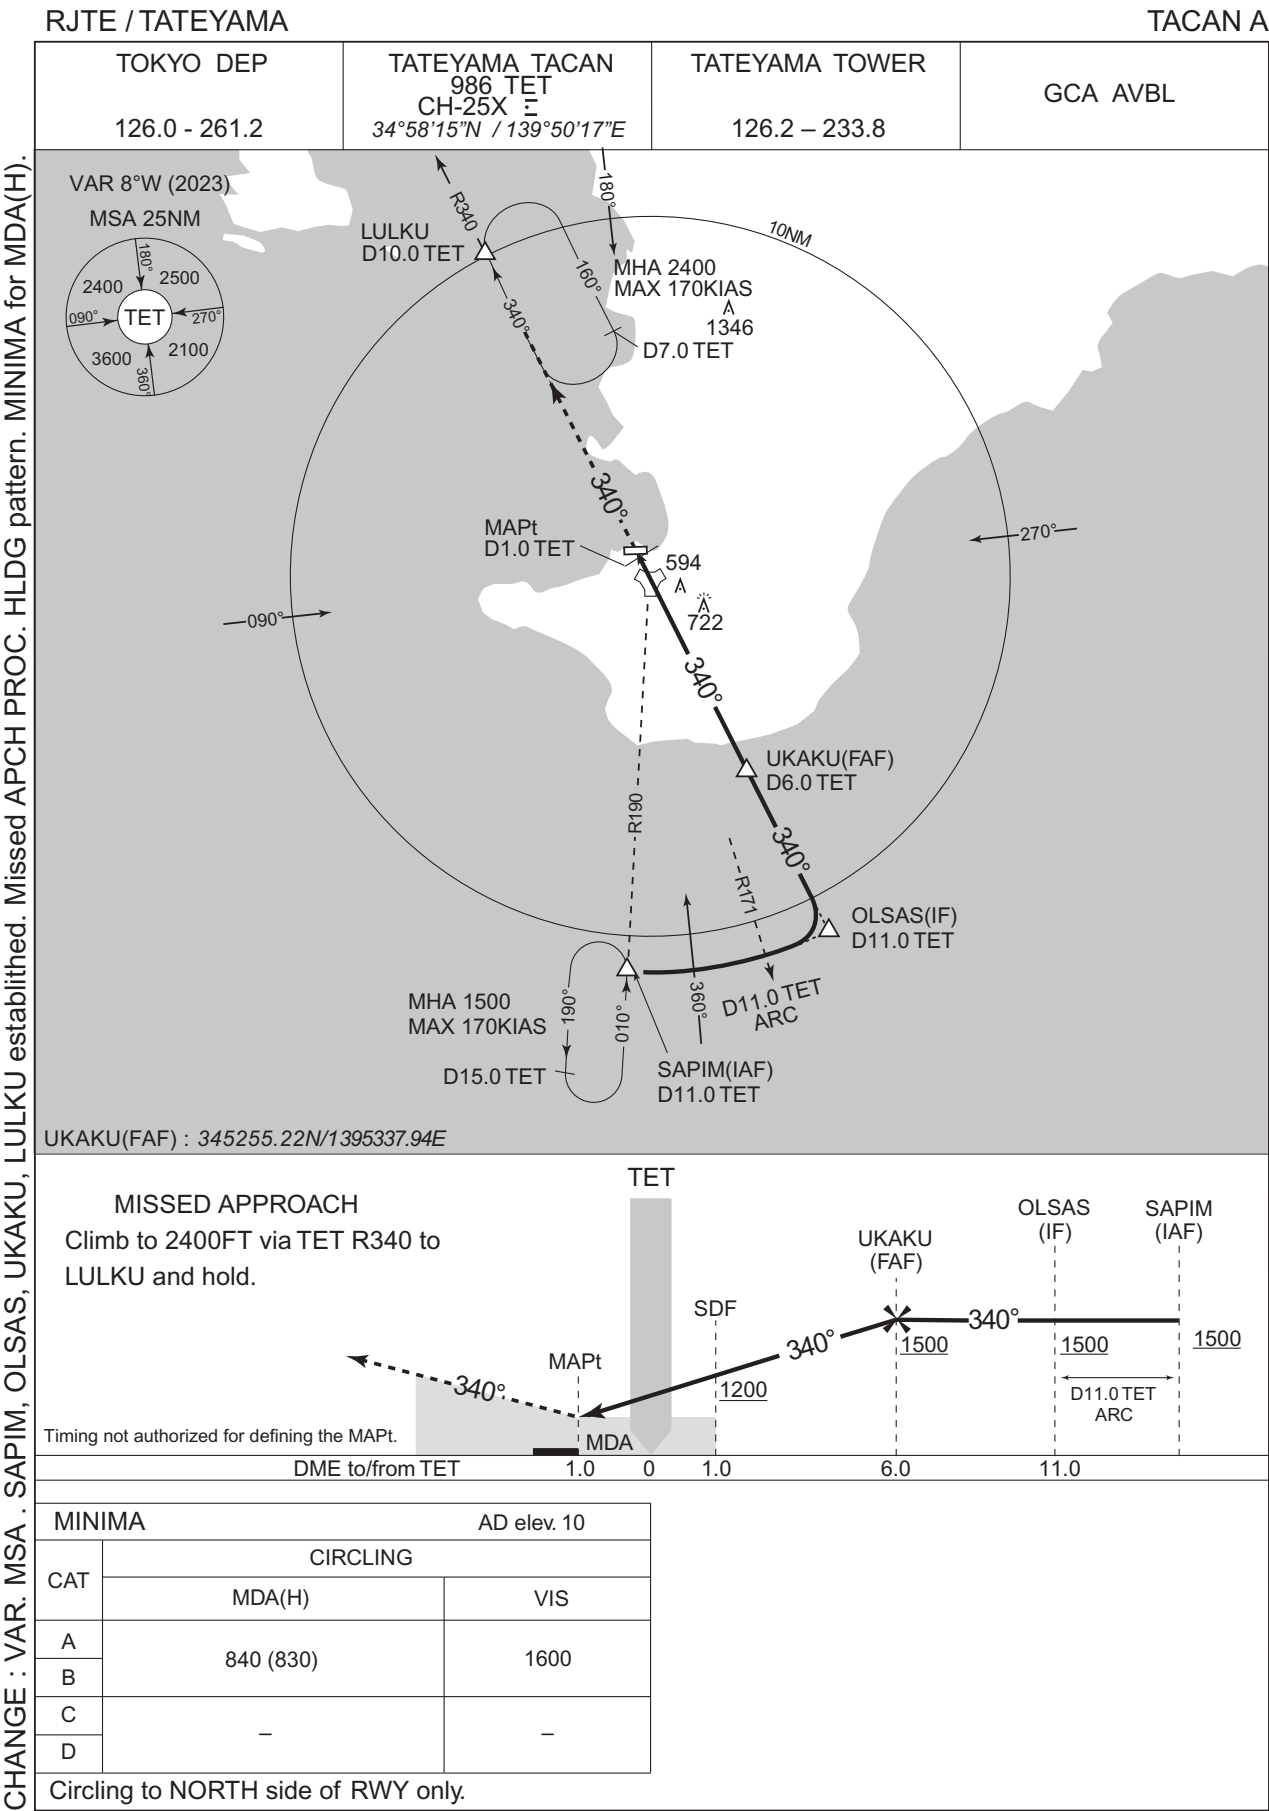 RJTE / TATEYAMA
TACAN A
TOKYO DEP
126.0 - 261.2
TATEYAMA TACAN
986 TET
CH-25X E
34°58'15"N / 139°50'17"E
TATEYAMA TOWER
126.2 – 233.8
GCA AVBL
CHANGE : VAR. MSA . SAPIM, OLSAS, UKAKU, LULKU establithed. Missed APCH PROC. HLDG pattern. MINIMA for MDA(H).
VAR 8°W (2023)
MSA 25NM
180°
2400
2500
090°
TET
270°
3600
2100
360°
R340
LULKU
D10.0 TET
180°
10NM
160°
MHA 2400
MAX 170KIAS
1346
340°
D7.0 TET
340°
MAPt
D1.0 TET
594
722
270°
090°
340°
UKAKU(FAF)
D6.0 TET
R190
340°
R171
OLSAS(IF)
D11.0 TET
MHA 1500
MAX 170KIAS
190°
010°
360°
D11.0 TET
ARC
D15.0 TET
SAPIM(IAF)
D11.0 TET
UKAKU(FAF) : 345255.22N/1395337.94E
MISSED APPROACH
Climb to 2400FT via TET R340 to
LULKU and hold.
TET
OLSAS
(IF)
SAPIM
(IAF)
UKAKU
(FAF)
SDF
340°
340°
1500
1500
1500
MAPt
340°
1200
D11.0 TET
ARC
Timing not authorized for defining the MAPt.
MDA
DME to/from TET
1.0
0
1.0
6.0
11.0
MINIMA
AD elev. 10
CAT
CIRCLING
MDA(H)
VIS
A
B
840 (830)
1600
C
D
–
–
Circling to NORTH side of RWY only.